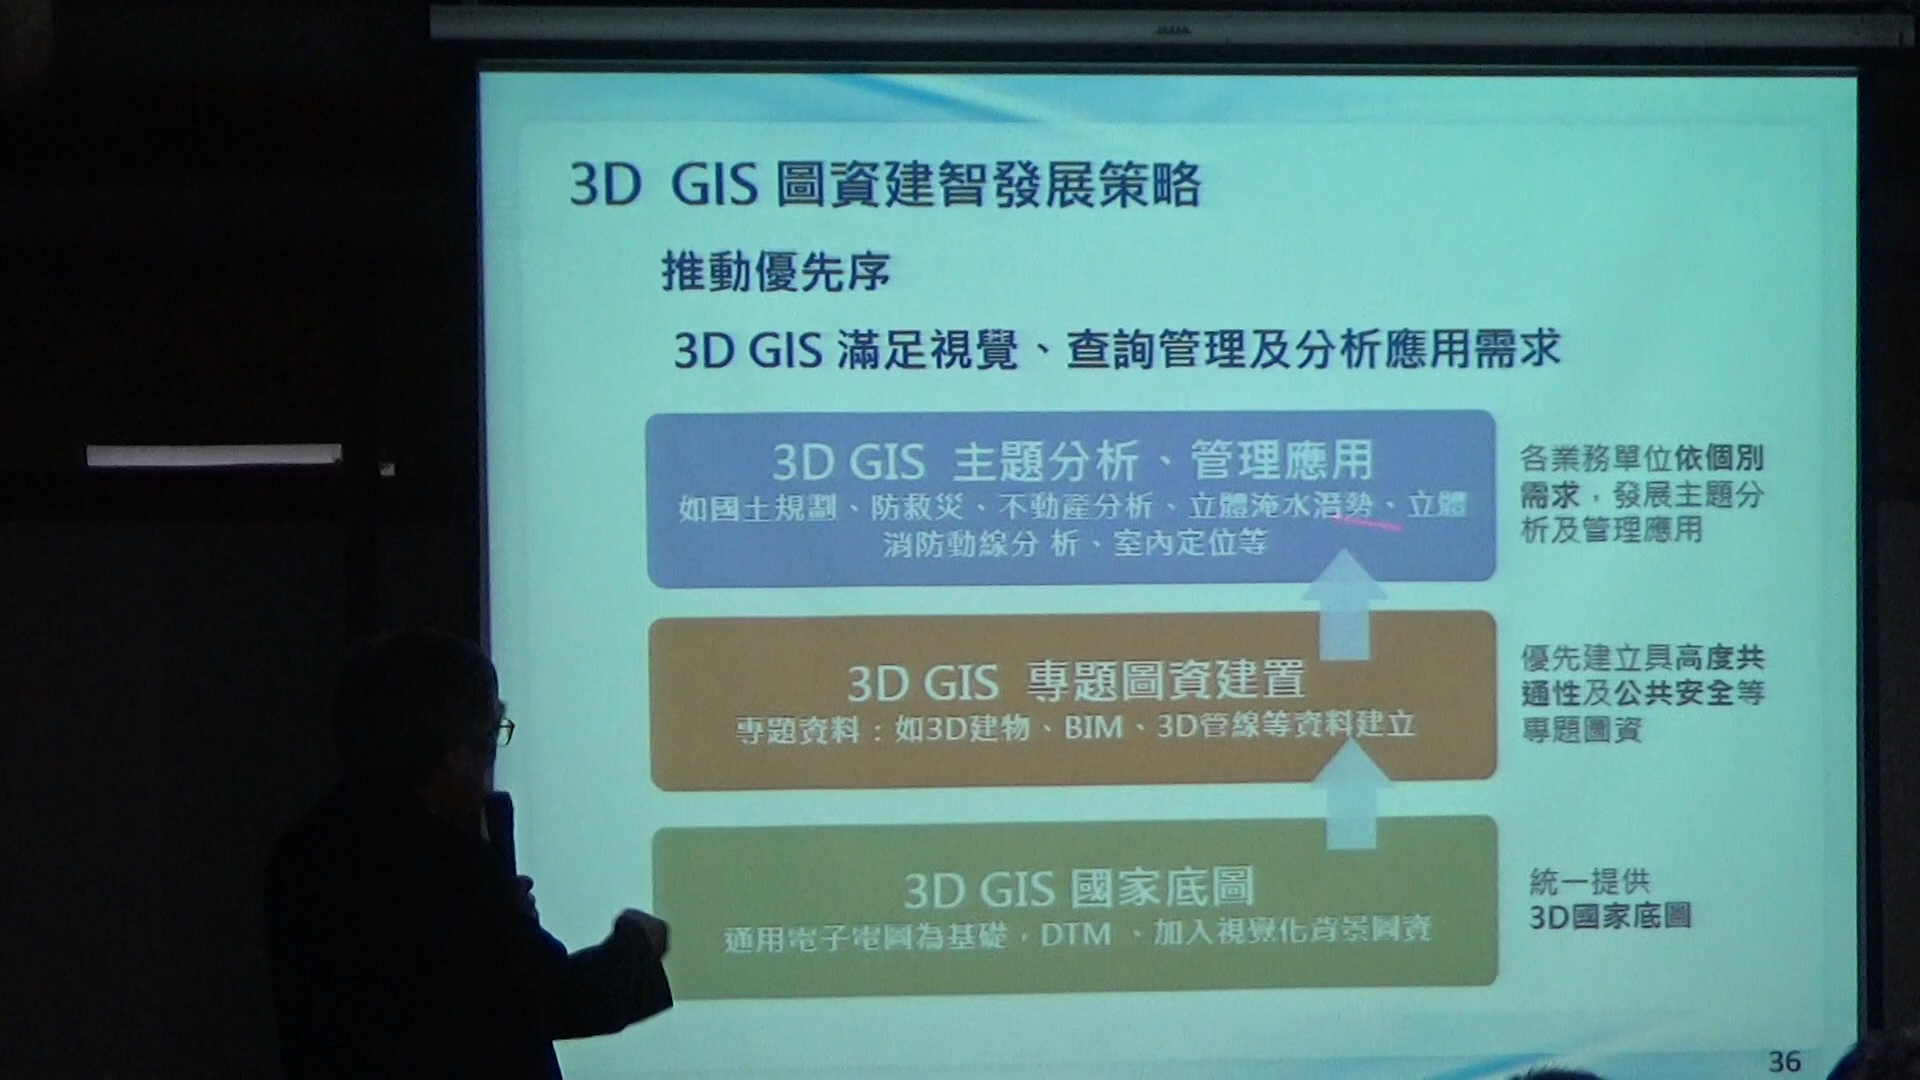 3D GIS 圖資建智發展策略
推動優先序
3D GIS 滿足視覺、查詢管理及分析應用需求
3D GIS 主題分析、管理應用
如國土規劃、防救災、不動產分析、立體淹水潛勢、立體
消防動線分 析、室內定位等
各業務單位依個別
需求，發展主題分
析及管理應用
3D GIS 專題圖資建置
專題資料：如3D建物、BIM、3D管線等資料建立
優先建立具高度共
通性及公共安全等
專題圖資
3D GIS 國家底圖
通用電子電圖為基礎，DTM 、加入視覺化背景圖資
統一提供
3D國家底圖
36